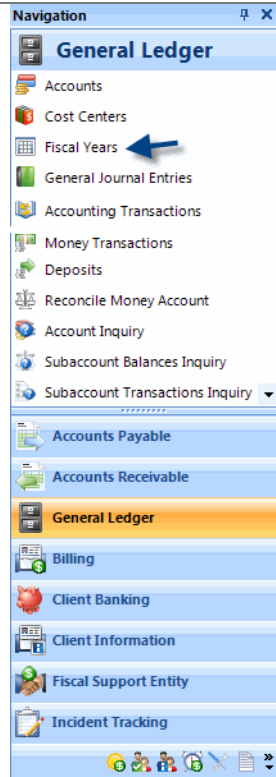 Navigation
General Ledger
Accounts
Cost Centers
Fiscal Years
General Journal Entries
Accounting Transactions
Money Transactions
Deposits
Reconcile Money Account
Account Inquiry
Subaccount Balances Inquiry
Subaccount Transactions Inquiry
Accounts Payable
Accounts Receivable
General Ledger
Billing
Client Banking
Client Information
Fiscal Support Entity
Incident Tracking